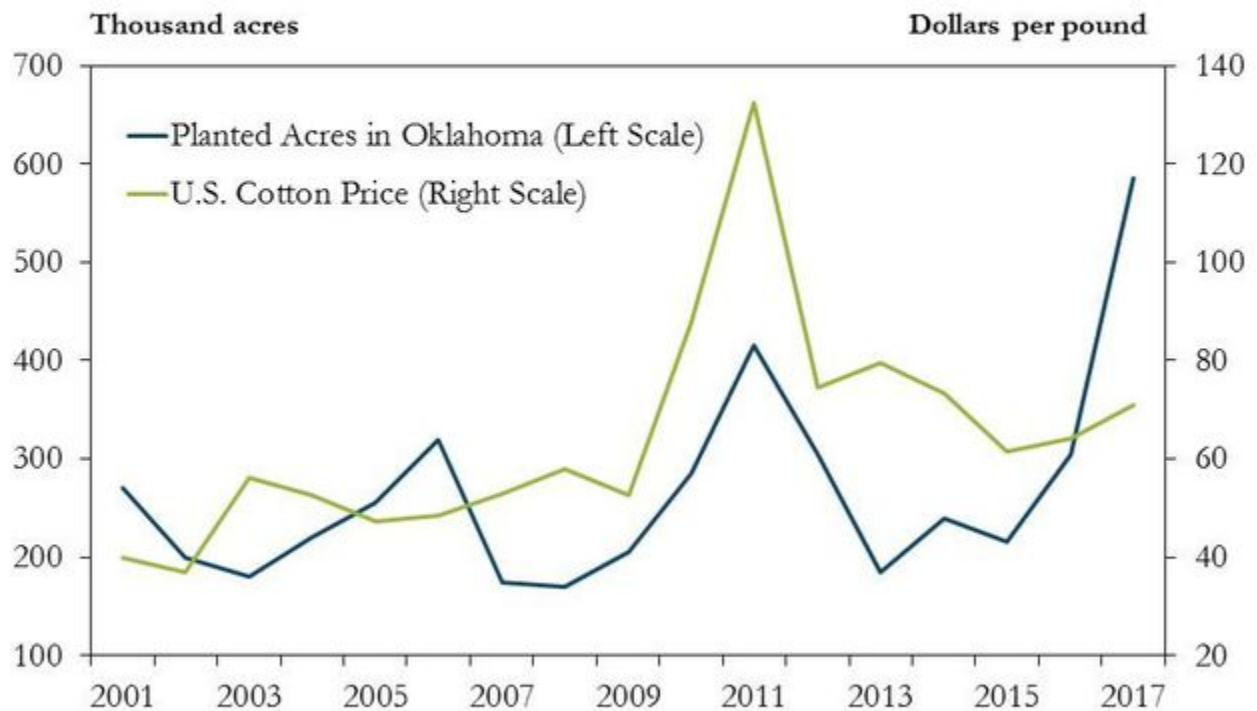 Thousand acres Dollars per pound
700 140
Planted Acres in Oklahoma (Left Scale)
600 120
U.S. Cotton Price (Right Scale)
500 100
400 80
300 60
200 40
100 20
2001 2003 2005 2007 2009 2011 2013 2015 2017